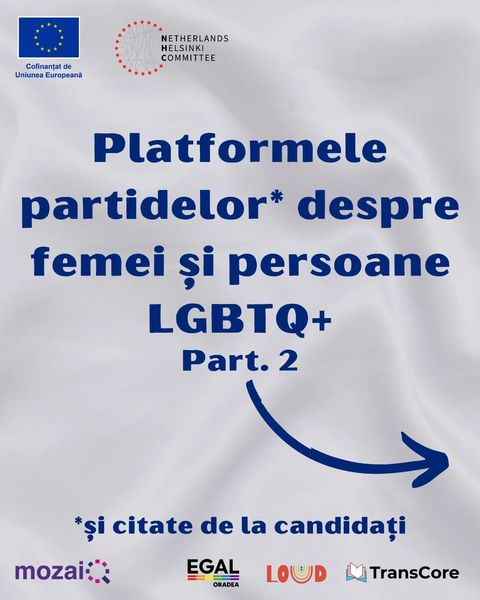 Cofinanțat de
Uniunea Europeană
NETHERLANDS
HELSINKI
COMMITTEE
Platformele
partidelor* despre
femei și persoane
LGBTQ+
Part. 2
*și citate de la candidați
mozaiQ
EGAL
ORADEA
LOUD
TransCore